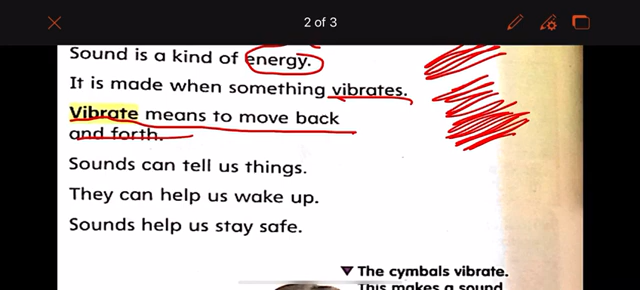 2 of 3
Sound is a kind of energy.
It is made when something vibrates.
Vibrate means to move back
and forth.
Sounds can tell us things.
They can help us wake up.
Sounds help us stay safe.
▼ The cymbals vibrate.
This makes a sound